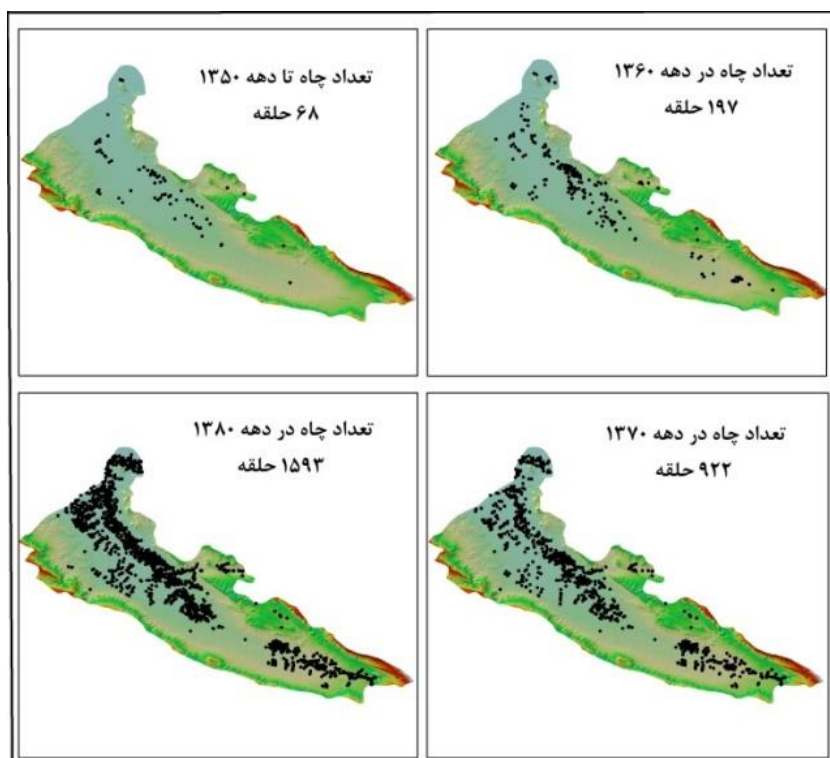 تعداد چاه تا دهه ۱۳۵۰
۶۸ حلقه
تعداد چاه در دهه ۱۳۶۰
۱۹۷ حلقه
تعداد چاه در دهه ۱۳۸۰
۱۵۹۳ حلقه
تعداد چاه در دهه ۱۳۷۰
۹۲۲ حلقه